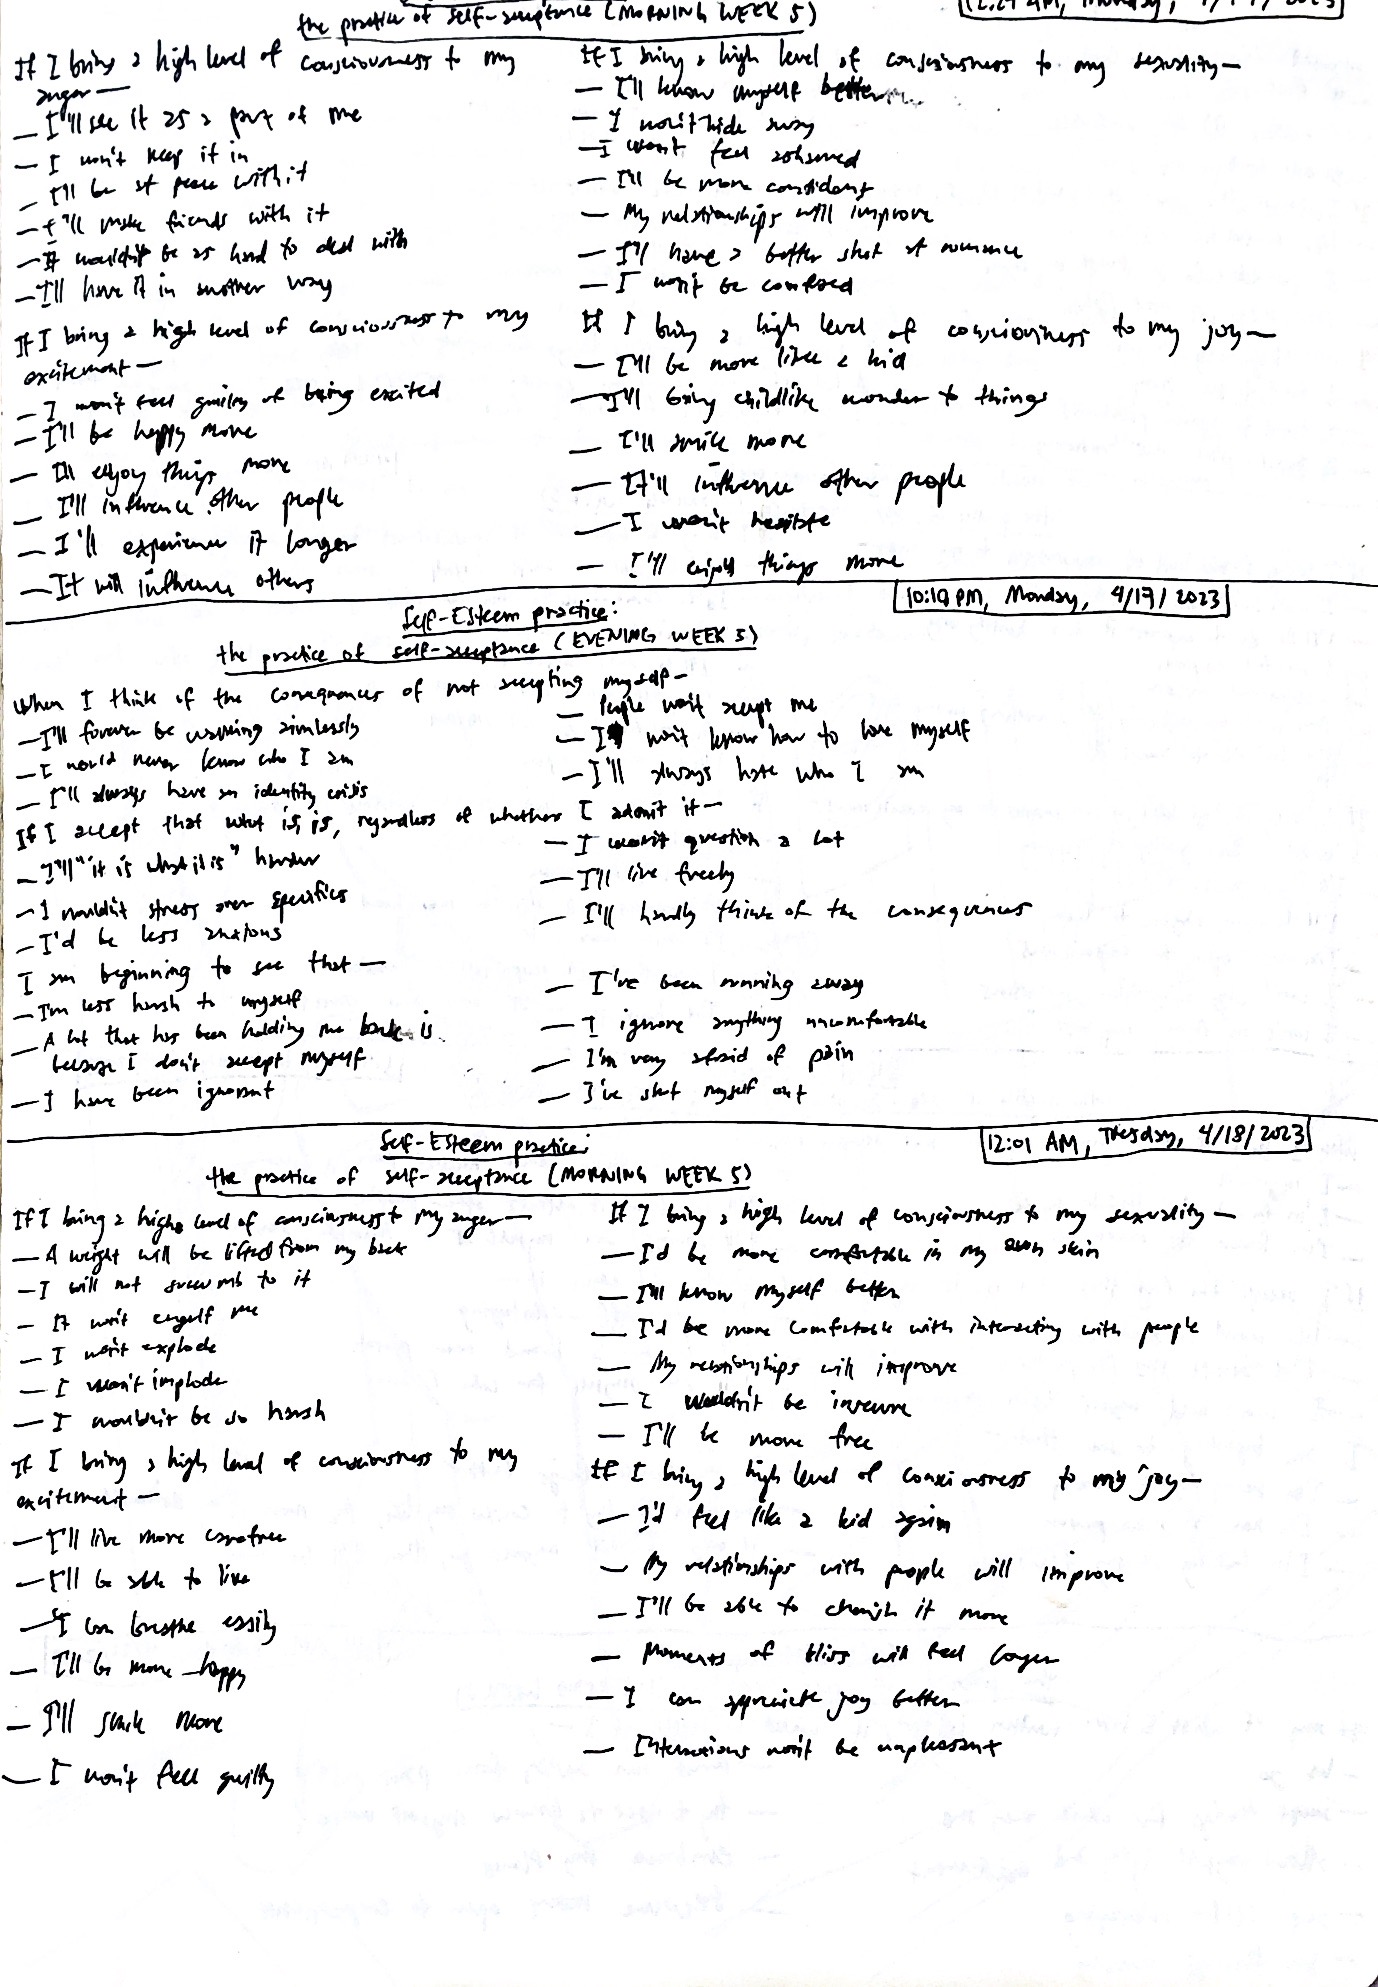 the practice of self-acceptance (MORNING WEEK 5)
If I bring a high level of consciousness to my
anger—
— I'll see it as a part of me
— I won't keep it in
— I'll be at peace with it
— I'll make friends with it
— It wouldn't be as hard to deal with
— I'll have it in another way
If I bring a high level of consciousness to my
excitement—
— I won't feel guilty of being excited
— I'll be happy more
— I'll enjoy things more
— I'll influence other people
— I'll experience it longer
— It will influence others
If I bring a high level of consciousness to my sexuality—
— I'll know myself better
— I won't hide away
— I won't feel ashamed
— I'll be more confident
— My relationships will improve
— I'll have a better shot at romance
— I won't be confused
If I bring a high level of consciousness to my joy—
— I'll be more like a kid
— I'll bring childlike wonder to things
— I'll smile more
— It'll influence other people
— I won't hesitate
— I'll enjoy things more
10:19 PM, Monday, 4/17/2023
Self-Esteem practice:
the practice of self-acceptance (EVENING WEEK 5)
When I think of the consequences of not accepting myself—
— I'll forever be wandering aimlessly
— I would never know who I am
— I'll always have an identity crisis
— People won't accept me
— I won't know how to love myself
— I'll always hate who I am
If I accept that what is, is, regardless of whether I admit it—
— I'll "it is what it is" harder
— I wouldn't stress over specifics
— I'd be less anxious
— I won't question a lot
— I'll live freely
— I'll hardly think of the consequences
I am beginning to see that—
— I'm less harsh to myself
— A lot that has been holding me back is
because I don't accept myself
— I have been ignorant
— I've been running away
— I ignore anything uncomfortable
— I'm very afraid of pain
— I've shut myself out
12:01 AM, Tuesday, 4/18/2023
Self-Esteem practice:
the practice of self-acceptance (MORNING WEEK 5)
If I bring a high level of consciousness to my anger—
— A weight will be lifted from my back
— I will not succumb to it
— It won't engulf me
— I won't explode
— I won't implode
— I wouldn't be so harsh
If I bring a high level of consciousness to my
excitement—
— I'll live more carefree
— I'll be able to live
— I can breathe easily
— I'll be more happy
— I'll smile more
— I won't feel guilty
If I bring a high level of consciousness to my sexuality—
— I'd be more comfortable in my own skin
— I'll know myself better
— I'd be more comfortable with interacting with people
— My relationships will improve
— I wouldn't be insecure
— I'll be more free
If I bring a high level of consciousness to my joy—
— I'd feel like a kid again
— My relationships with people will improve
— I'll be able to cherish it more
— Moments of bliss will feel longer
— I can appreciate joy better
— Interactions won't be unpleasant